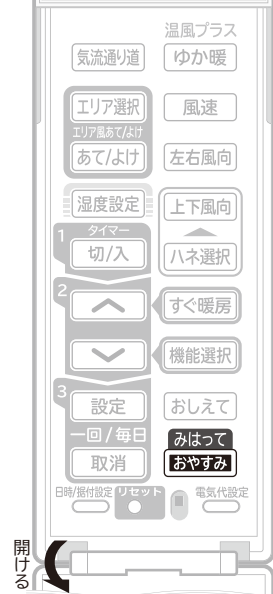 温風プラス
気流通り道 ゆか暖
エリア選択 風速
エリア風あて/よけ
あて/よけ 左右風向
湿度設定 上下風向
1 タイマー
切/入 ハネ選択
2
すぐ暖房
機能選択
3
設定 おしえて
一回/毎日 みはって
取消 おやすみ
日時/据付設定 リセット 電気代設定
開ける